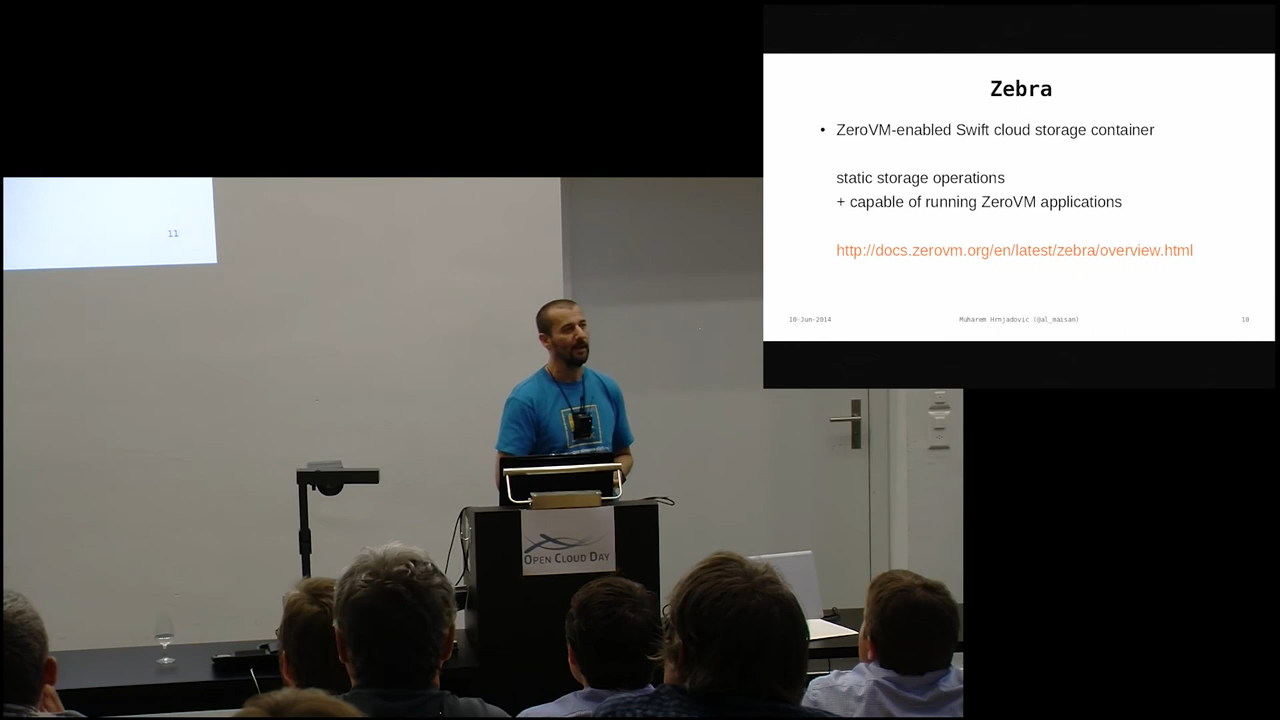 Zebra
• ZeroVM-enabled Swift cloud storage container
static storage operations
+ capable of running ZeroVM applications
http://docs.zerovm.org/en/latest/zebra/overview.html
10-Jun-2014 Muharem Hrnjadovic (@al_maisan) 10
11
OPEN CLOUD DAY